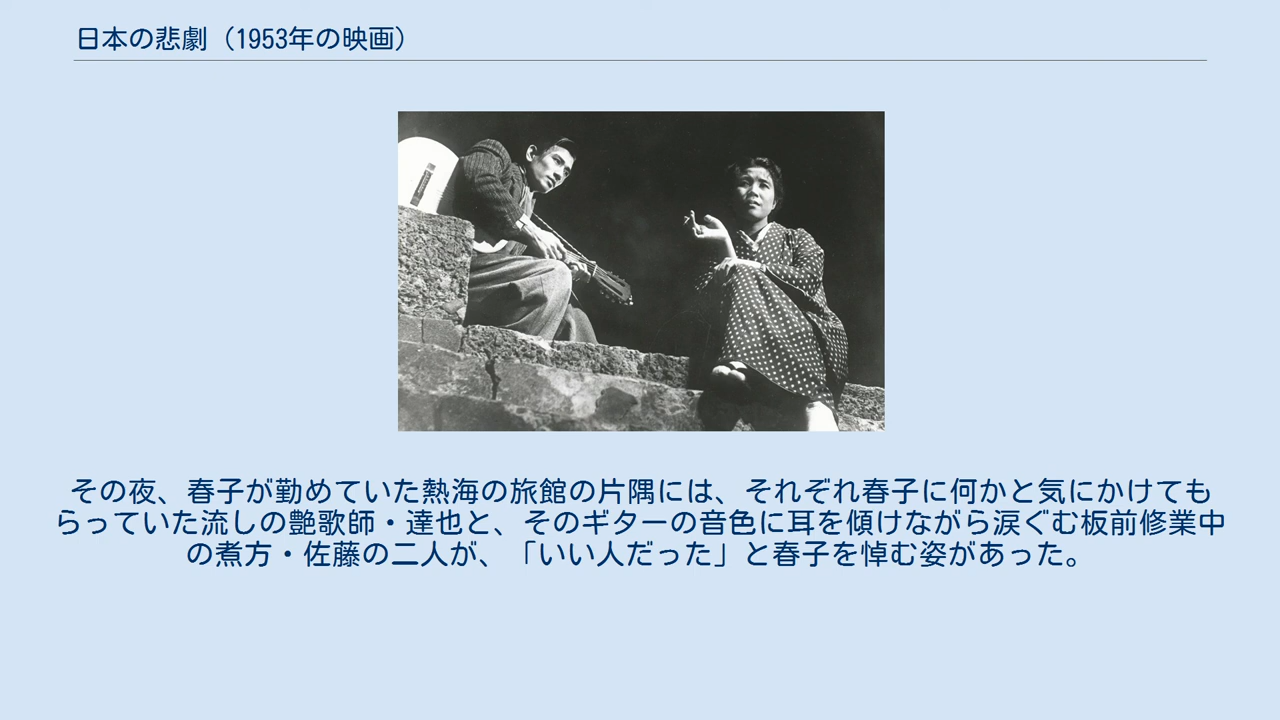 日本の悲劇（1953年の映画）
その夜、春子が勤めていた熱海の旅館の片隅には、それぞれ春子に何かと気にかけても
らっていた流しの艶歌師・達也と、そのギターの音色に耳を傾けながら涙ぐむ板前修業中
の煮方・佐藤の二人が、「いい人だった」と春子を悼む姿があった。